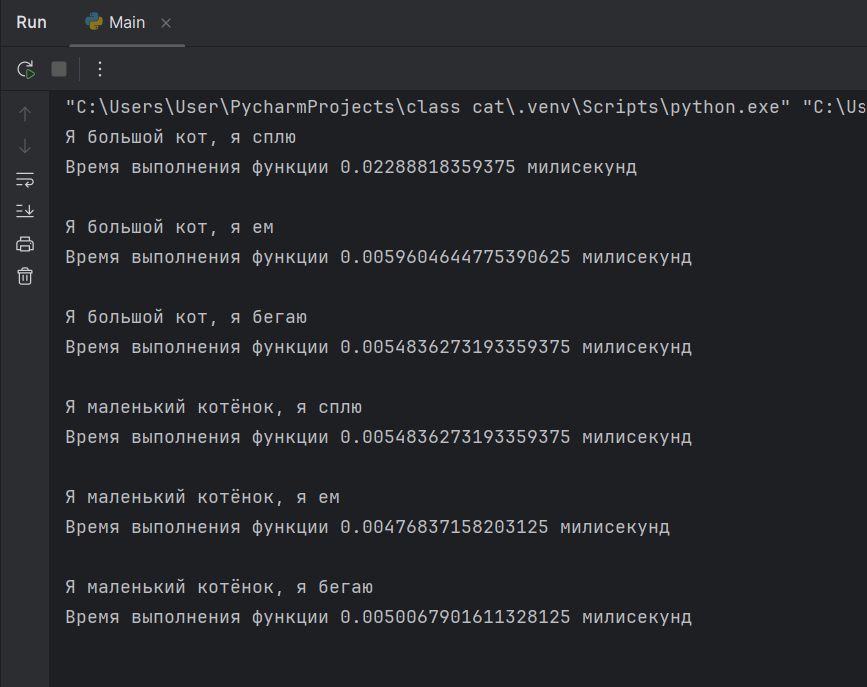 Run Main
"C:\Users\User\PycharmProjects\class cat\.venv\Scripts\python.exe" "C:\Us
Я большой кот, я сплю
Время выполнения функции 0.02288818359375 милисекунд
Я большой кот, я ем
Время выполнения функции 0.0059604644775390625 милисекунд
Я большой кот, я бегаю
Время выполнения функции 0.0054836273193359375 милисекунд
Я маленький котёнок, я сплю
Время выполнения функции 0.0054836273193359375 милисекунд
Я маленький котёнок, я ем
Время выполнения функции 0.00476837158203125 милисекунд
Я маленький котёнок, я бегаю
Время выполнения функции 0.0050067901611328125 милисекунд